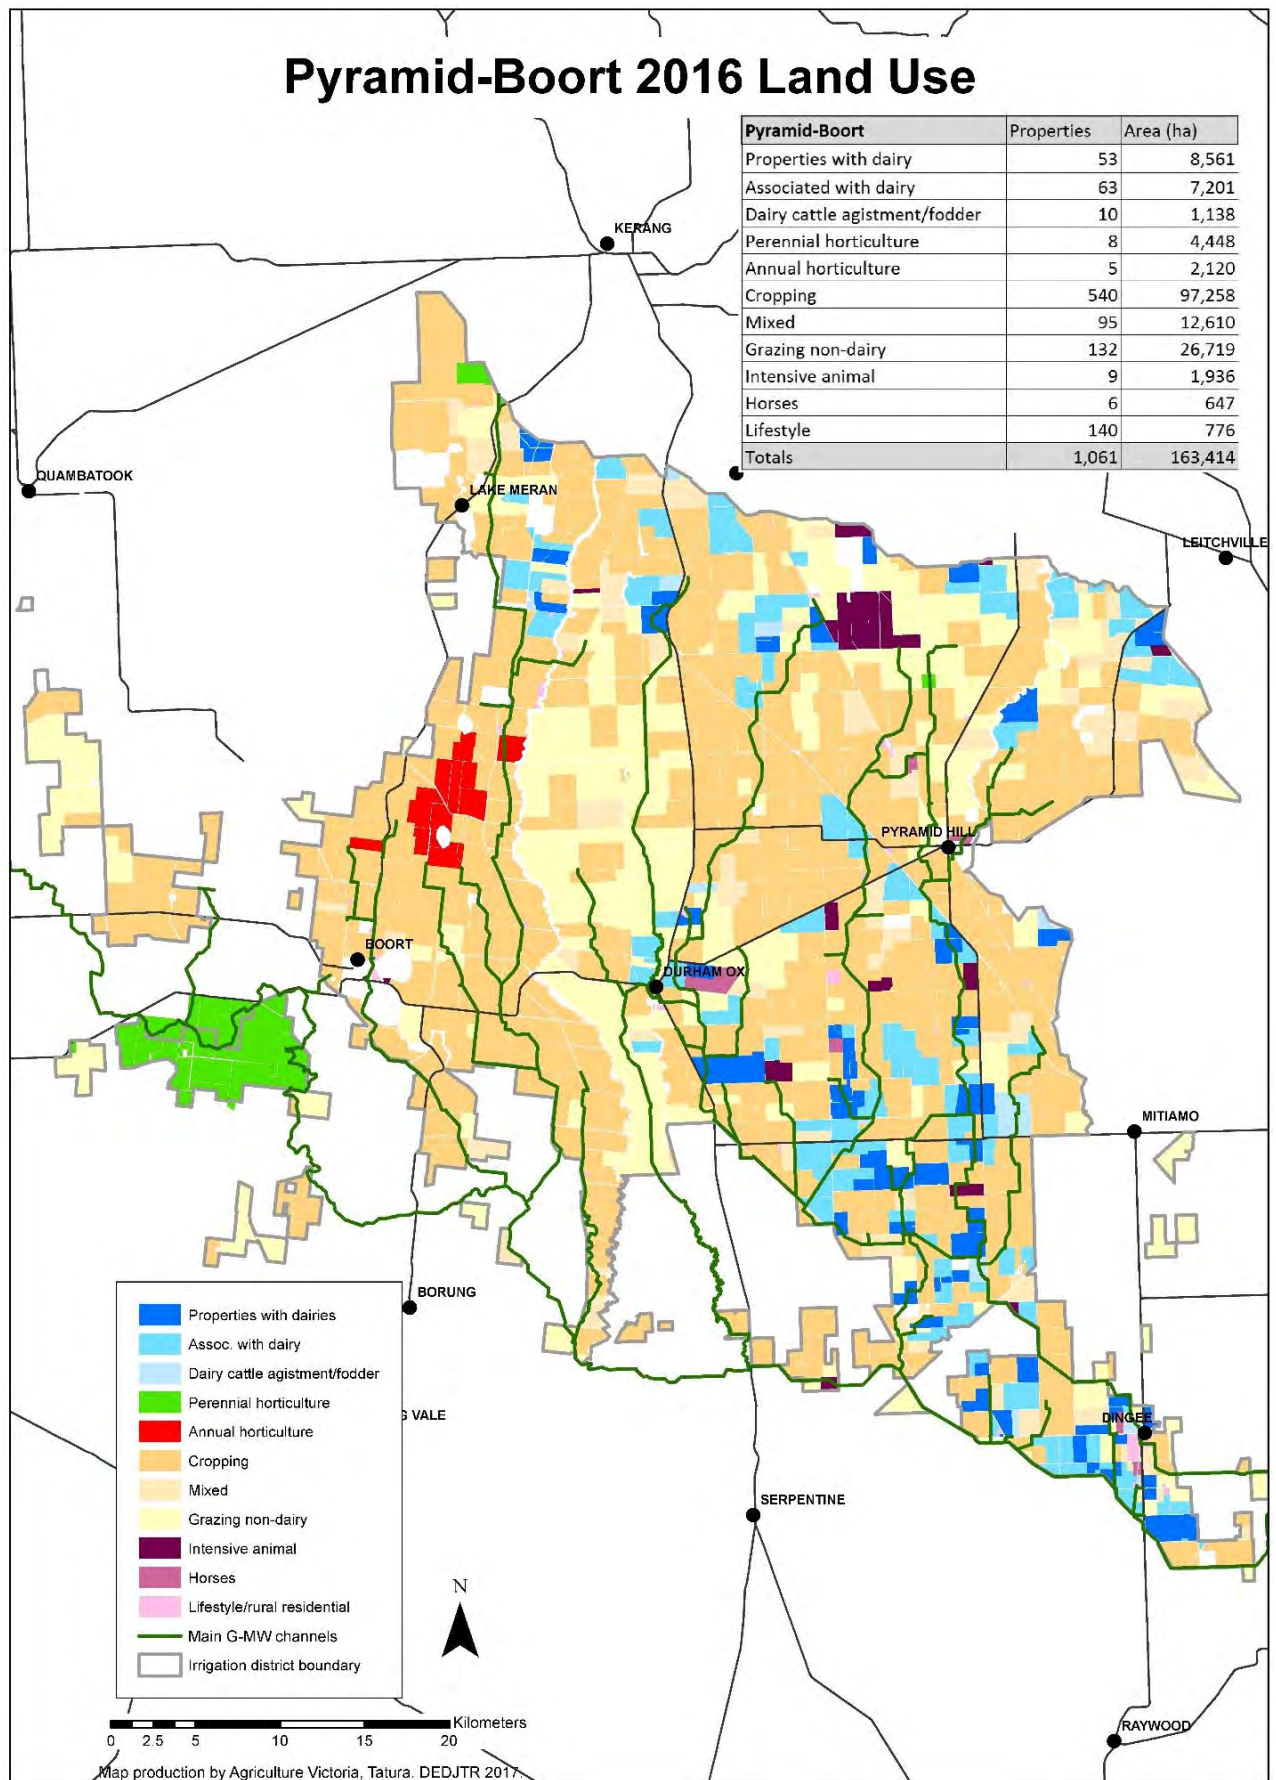 Pyramid-Boort 2016 Land Use
Pyramid-Boort Properties Area (ha)
Properties with dairy 53 8,561
Associated with dairy 63 7,201
Dairy cattle agistment/fodder 10 1,138
Perennial horticulture 8 4,448
Annual horticulture 5 2,120
Cropping 540 97,258
Mixed 95 12,610
Grazing non-dairy 132 26,719
Intensive animal 9 1,936
Horses 6 647
Lifestyle 140 776
Totals 1,061 163,414
KERANG
QUAMBATOOK
LAKE MERAN
LEITCHVILLE
PYRAMID HILL
BOORT
DURHAM OX
MITIAMO
BORUNG
G VALE
DINGEE
SERPENTINE
RAYWOOD
Properties with dairies
Assoc. with dairy
Dairy cattle agistment/fodder
Perennial horticulture
Annual horticulture
Cropping
Mixed
Grazing non-dairy
Intensive animal
Horses
Lifestyle/rural residential
Main G-MW channels
Irrigation district boundary
N
Kilometers
0 2.5 5 10 15 20
Map production by Agriculture Victoria, Tatura. DEDJTR 2017.